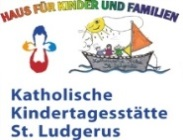 HAUS FÜR KINDER UND FAMILIEN
Katholische
Kindertagesstätte
St. Ludgerus